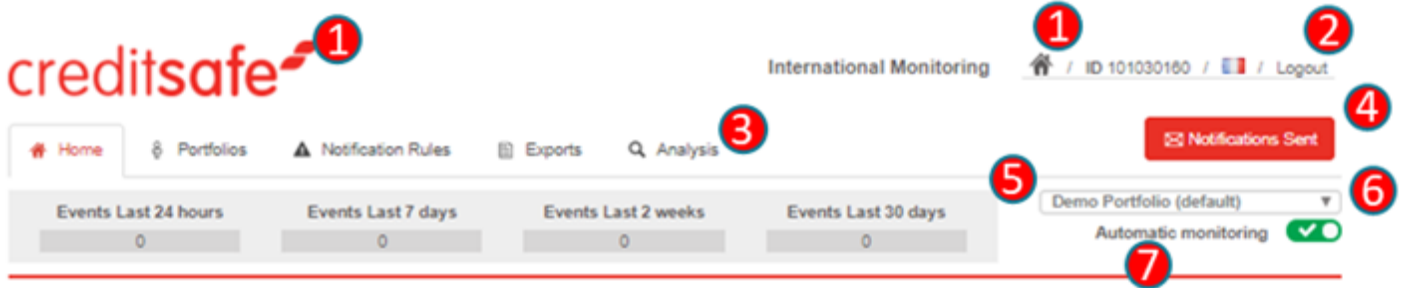 1
1
2
creditsafe
International Monitoring
/ ID 101030160 / / Logout
3
4
Home Portfolios Notification Rules Exports Analysis
Notifications Sent
5
6
Demo Portfolio (default)
Events Last 24 hours Events Last 7 days Events Last 2 weeks Events Last 30 days
Automatic monitoring
0 0 0 0
7